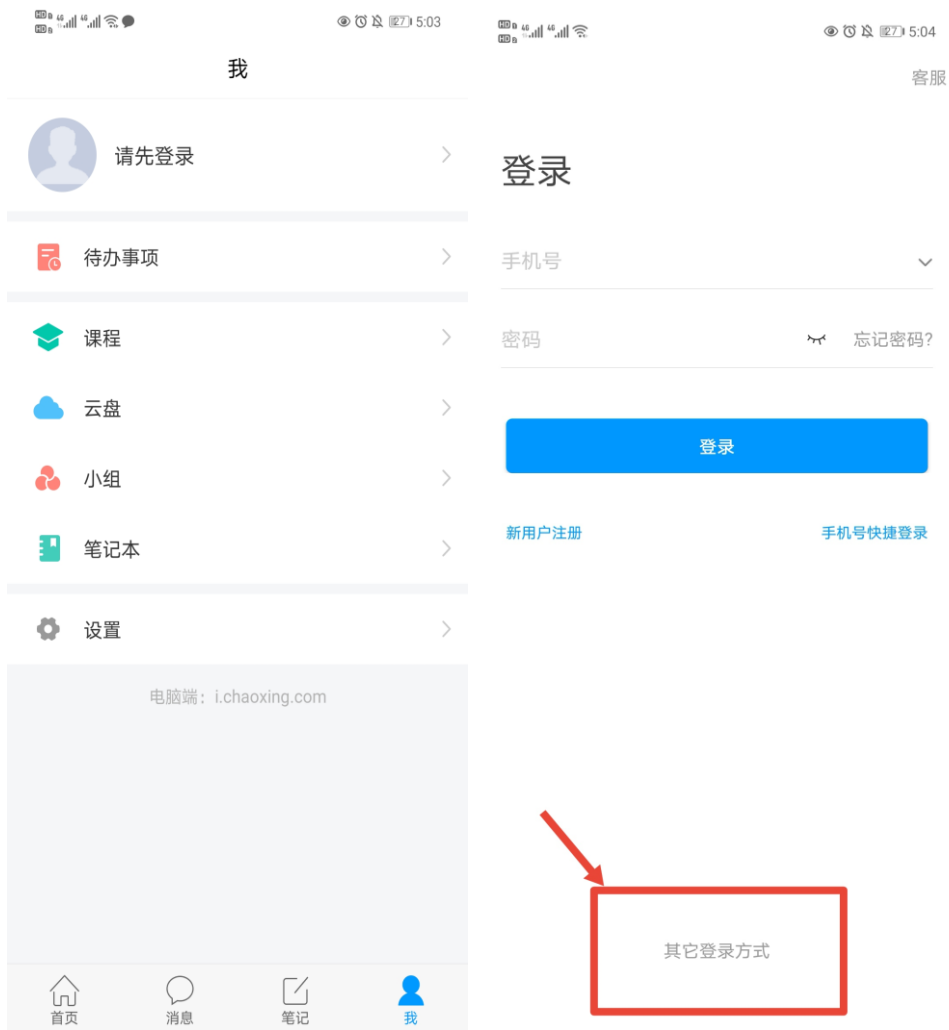 5:03
我
请先登录
待办事项
课程
云盘
小组
笔记本
设置
电脑端：i.chaoxing.com
首页
消息
笔记
我
27 5:04
客服
登录
手机号
密码
忘记密码?
登录
新用户注册
手机号快捷登录
其它登录方式